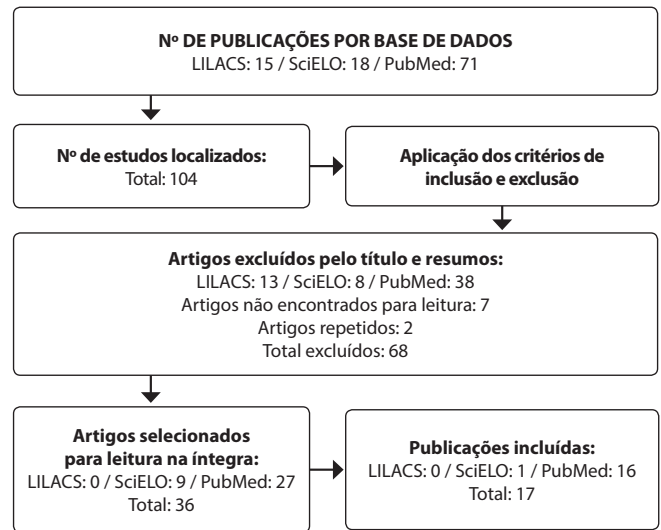 Nº DE PUBLICAÇÕES POR BASE DE DADOS
LILACS: 15 / SciELO: 18 / PubMed: 71
Nº de estudos localizados:
Total: 104
Aplicação dos critérios de
inclusão e exclusão
Artigos excluídos pelo título e resumos:
LILACS: 13 / SciELO: 8 / PubMed: 38
Artigos não encontrados para leitura: 7
Artigos repetidos: 2
Total excluídos: 68
Artigos selecionados
para leitura na íntegra:
LILACS: 0 / SciELO: 9 / PubMed: 27
Total: 36
Publicações incluídas:
LILACS: 0 / SciELO: 1 / PubMed: 16
Total: 17